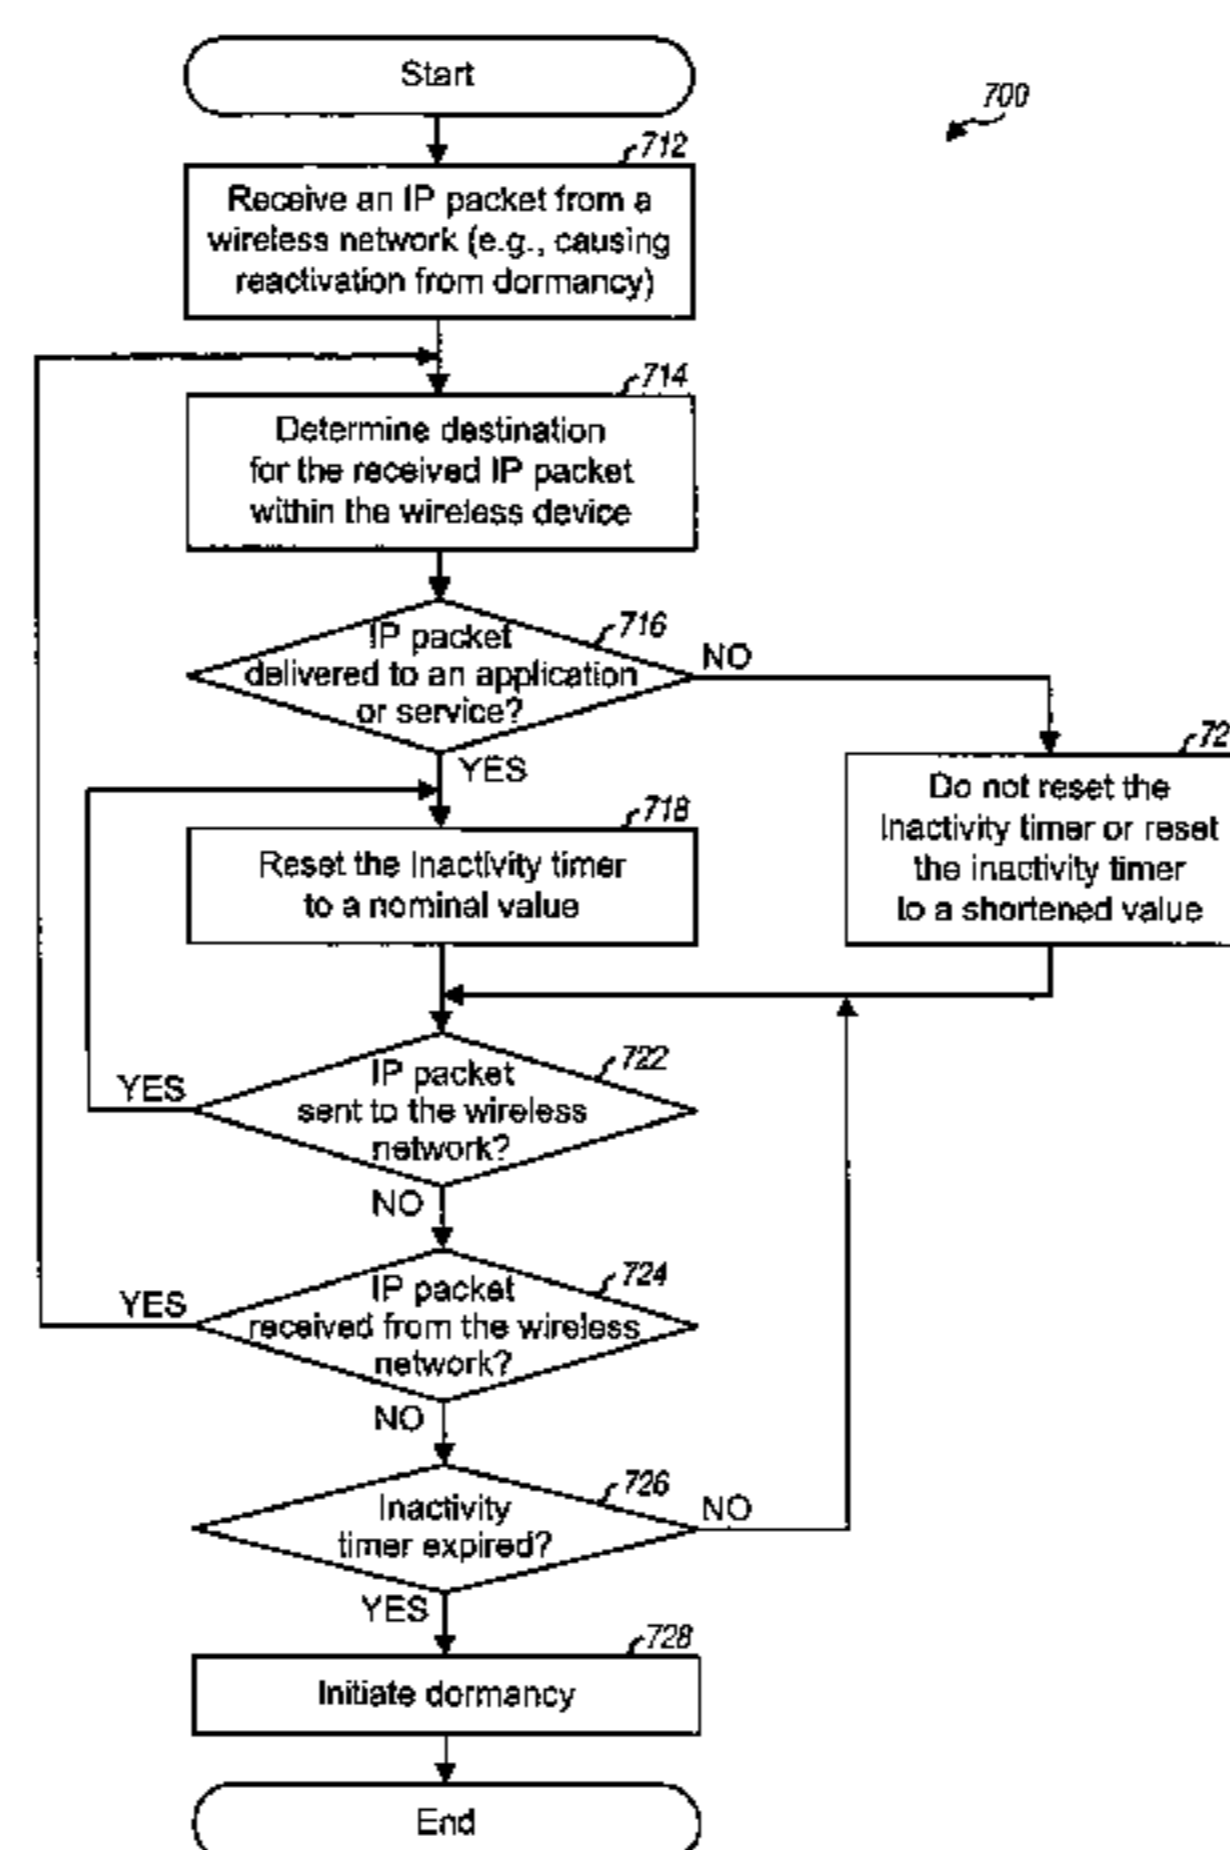 Start
700
712
Receive an IP packet from a
wireless network (e.g., causing
reactivation from dormancy)
714
Determine destination
for the received IP packet
within the wireless device
716
IP packet
delivered to an application
or service?
NO
YES
72
Do not reset the
inactivity timer or reset
the inactivity timer
to a shortened value
718
Reset the inactivity timer
to a nominal value
722
IP packet
sent to the wireless
network?
YES
NO
724
IP packet
received from the wireless
network?
YES
NO
726
Inactivity
timer expired?
NO
YES
728
Initiate dormancy
End